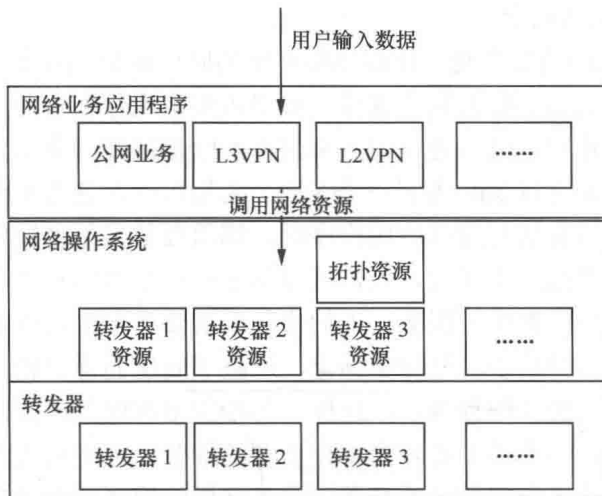 用户输入数据
网络业务应用程序
公网业务
L3VPN
L2VPN
……
调用网络资源
网络操作系统
拓扑资源
转发器 1
资源
转发器 2
资源
转发器 3
资源
……
转发器
转发器 1
转发器 2
转发器 3
……